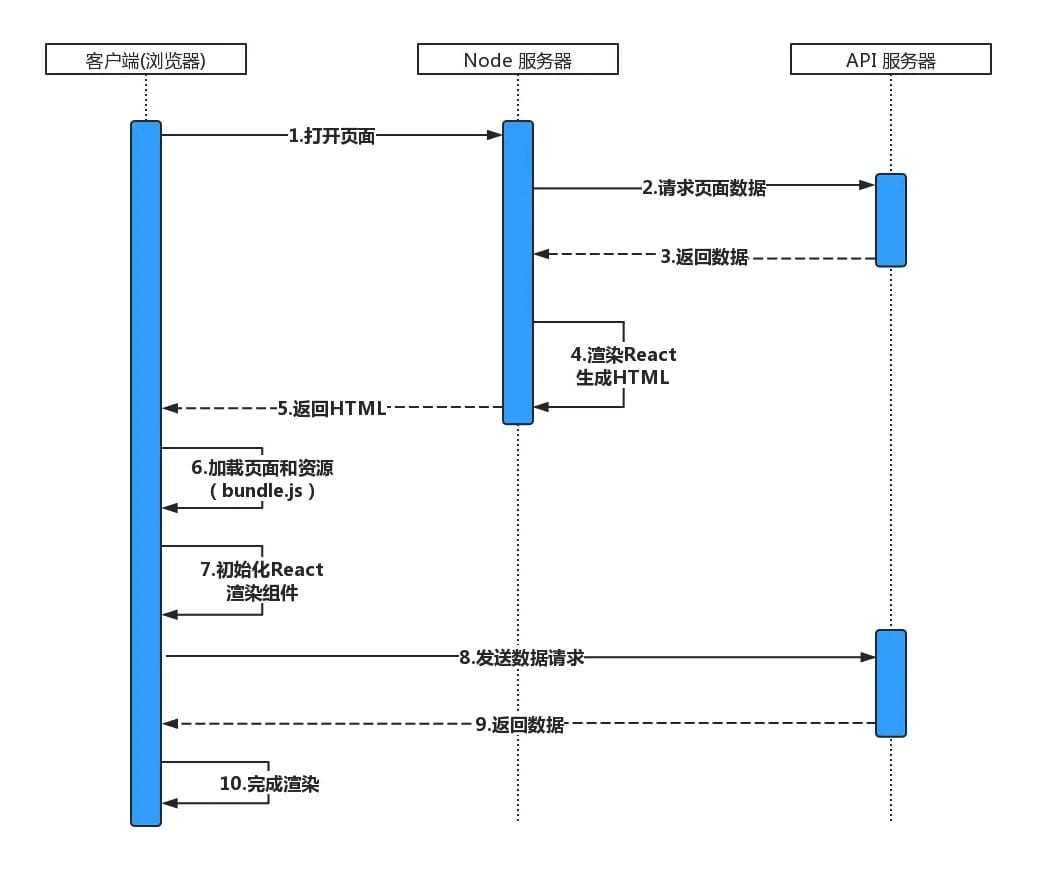 客户端(浏览器)
Node 服务器
API 服务器
1.打开页面
2.请求页面数据
3.返回数据
4.渲染React
生成HTML
5.返回HTML
6.加载页面和资源
（bundle.js）
7.初始化React
渲染组件
8.发送数据请求
9.返回数据
10.完成渲染